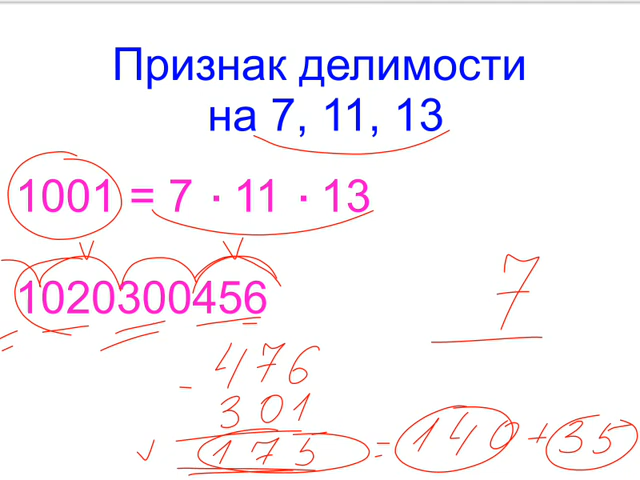 Признак делимости
на 7, 11, 13
1001 = 7 · 11 · 13
1020300456
7
476
- 301
175 = 140 + 35